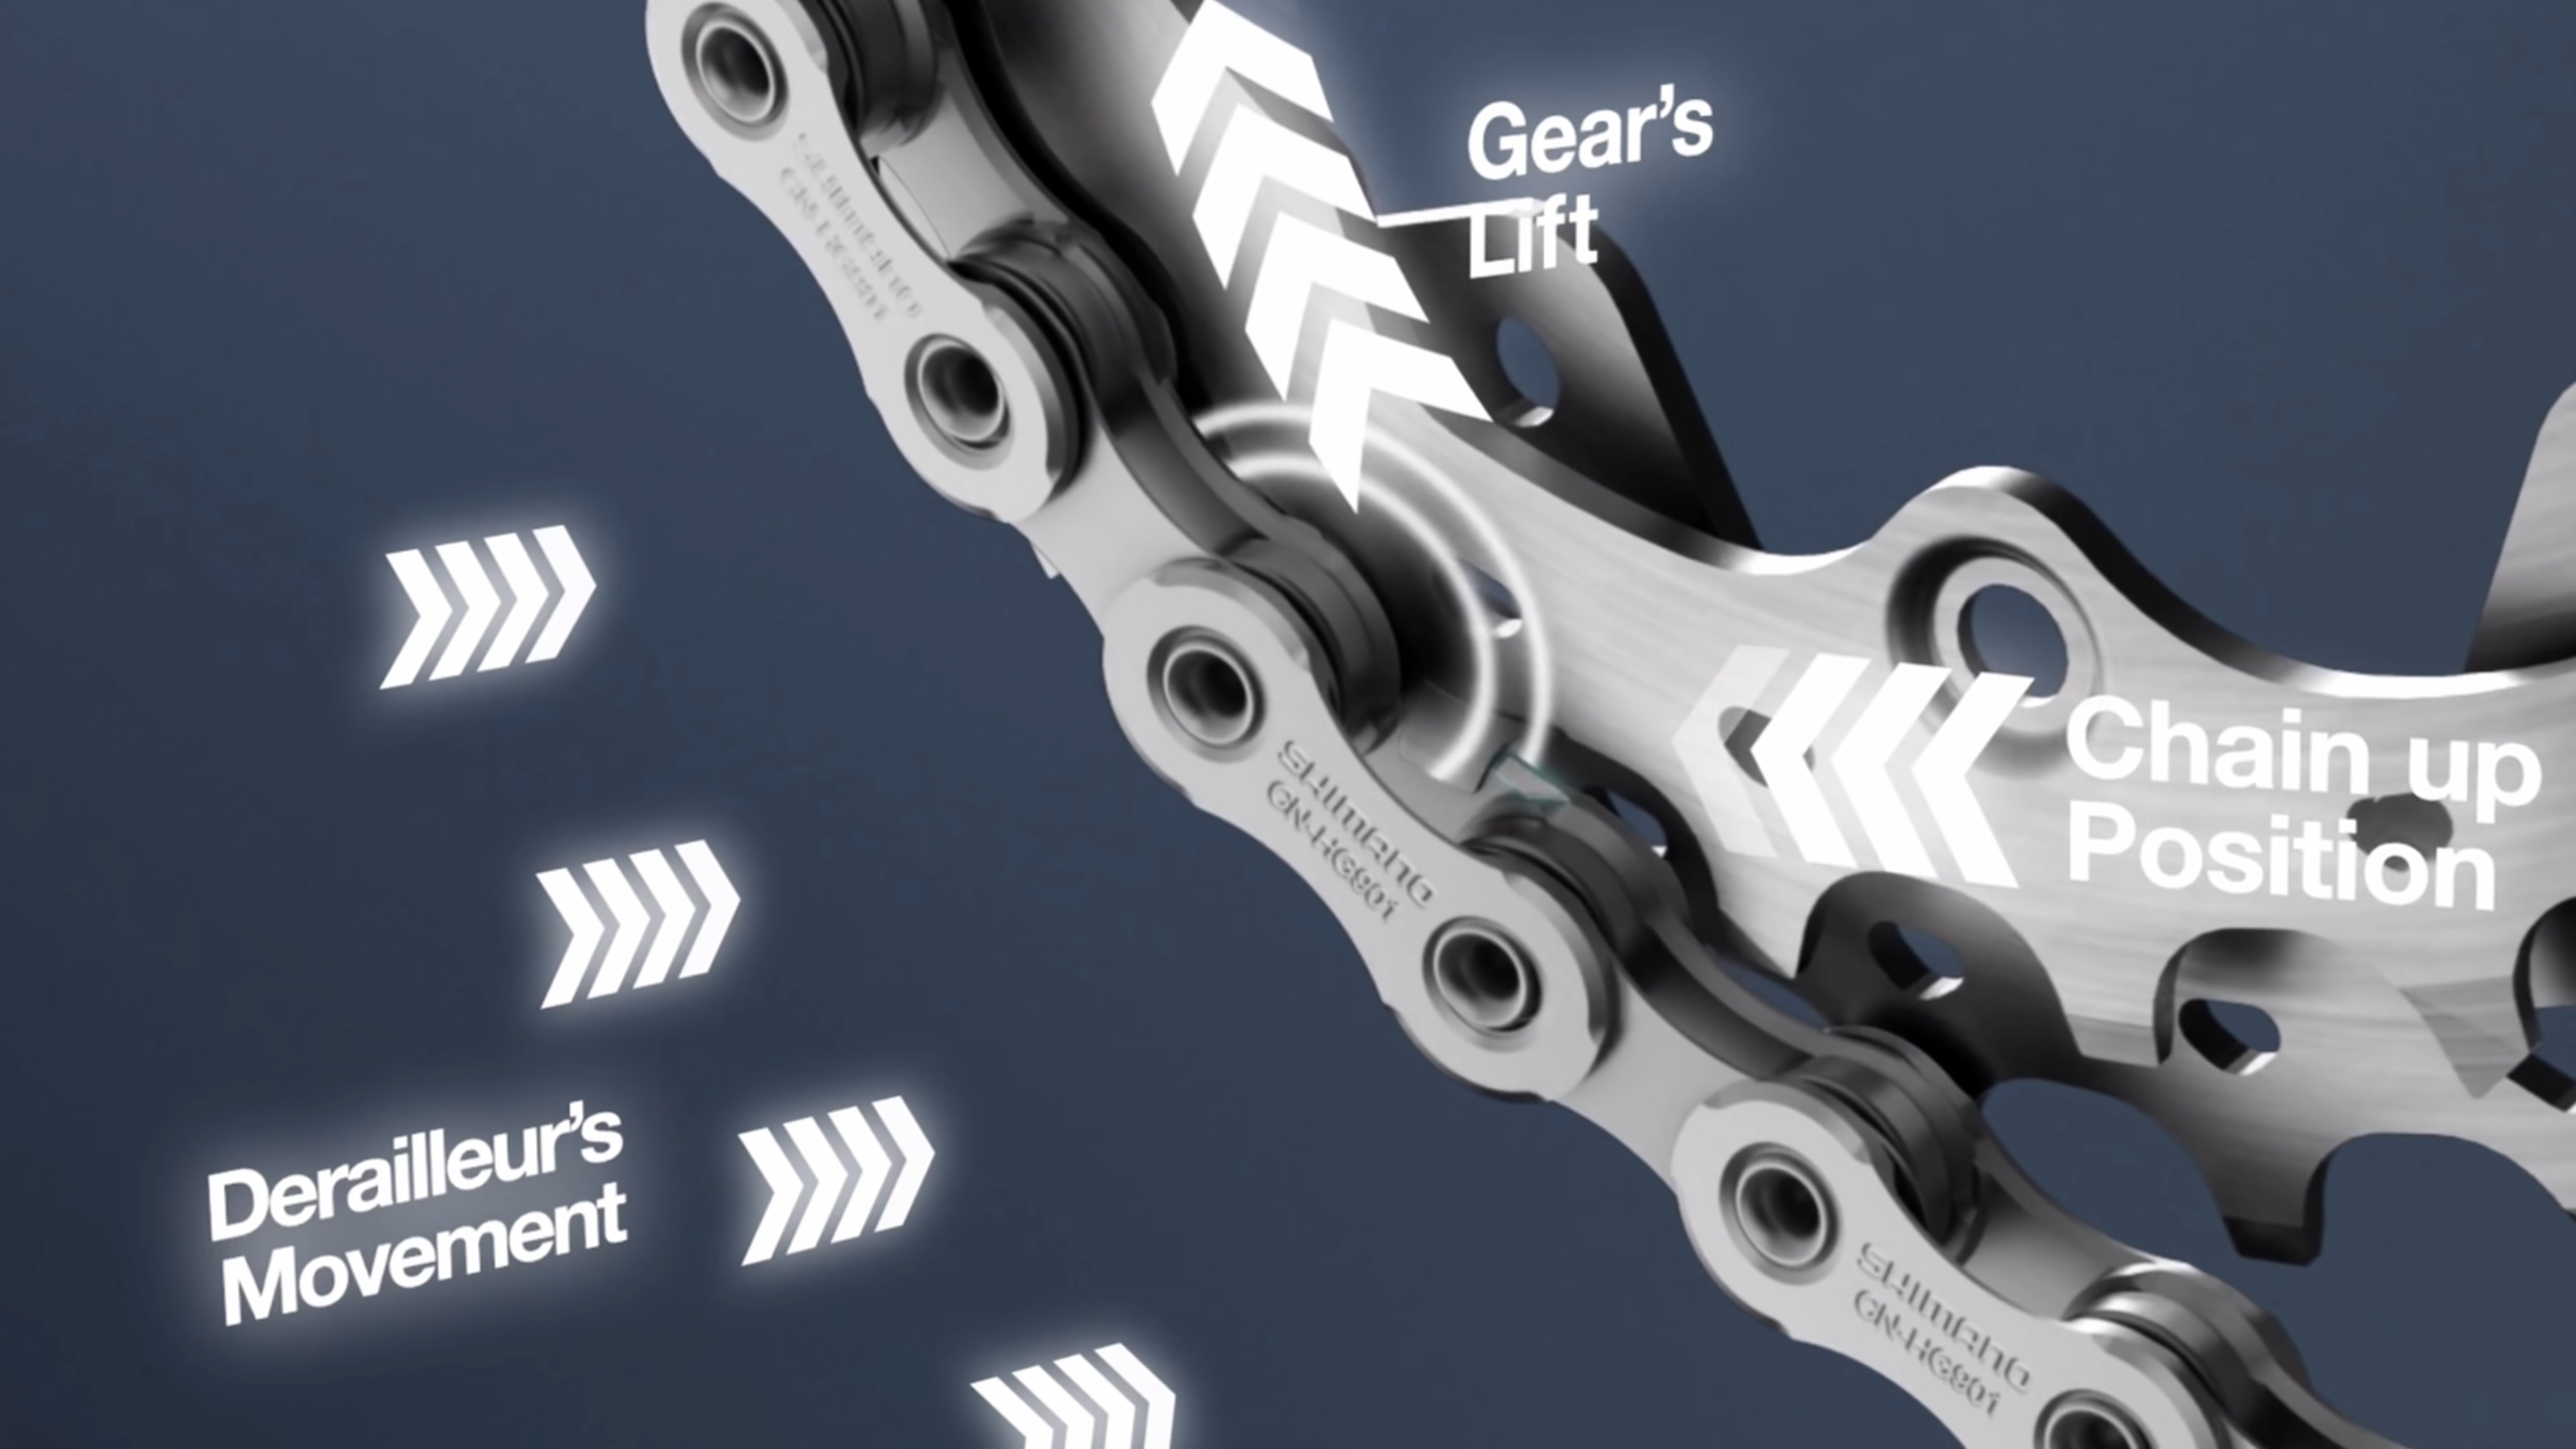 Gear's
Lift
Chain up
Position
Derailleur's
Movement
SHIMANO
CN-HG901
SHIMANO
CN-HG901